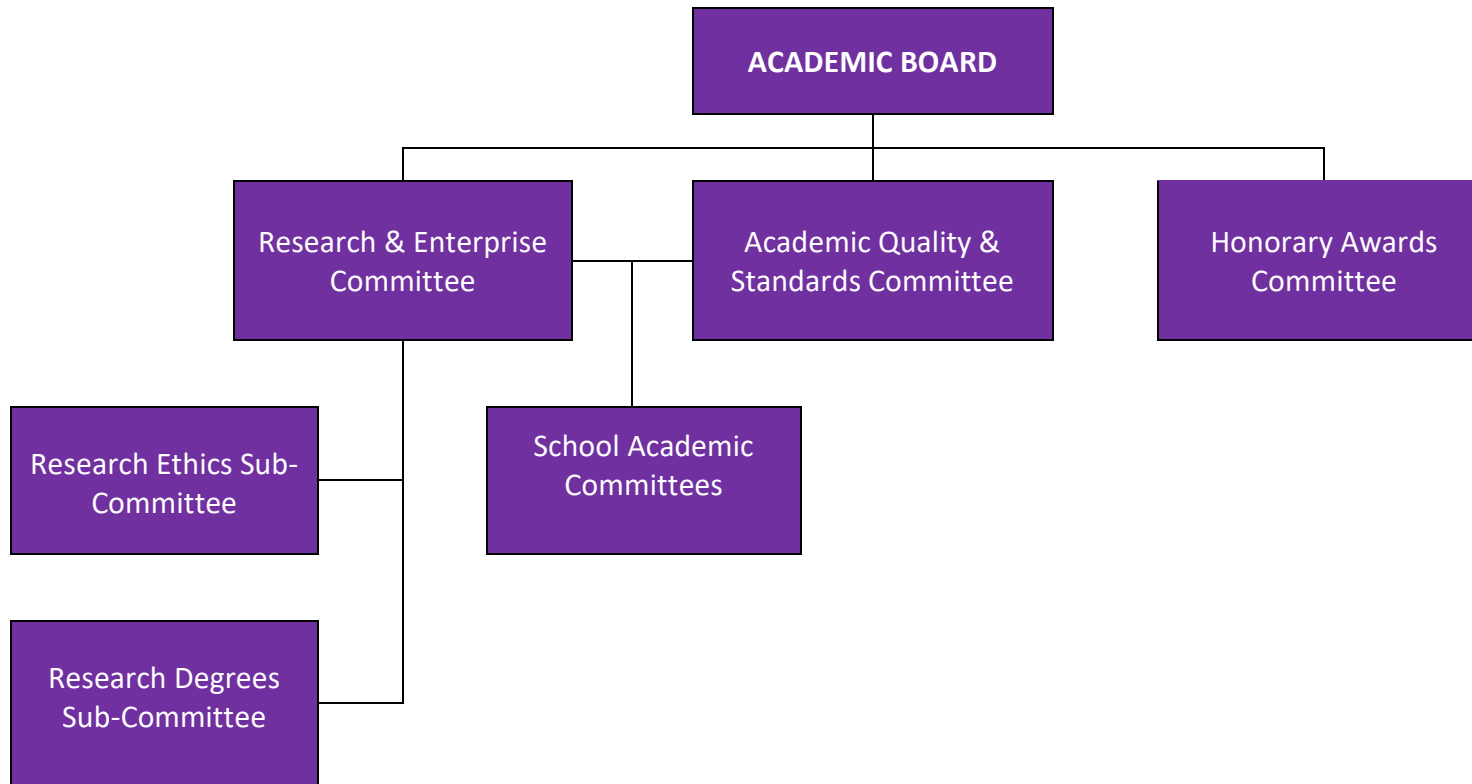 ACADEMIC BOARD
Research & Enterprise
Committee
Academic Quality &
Standards Committee
Honorary Awards
Committee
Research Ethics Sub-
Committee
School Academic
Committees
Research Degrees
Sub-Committee